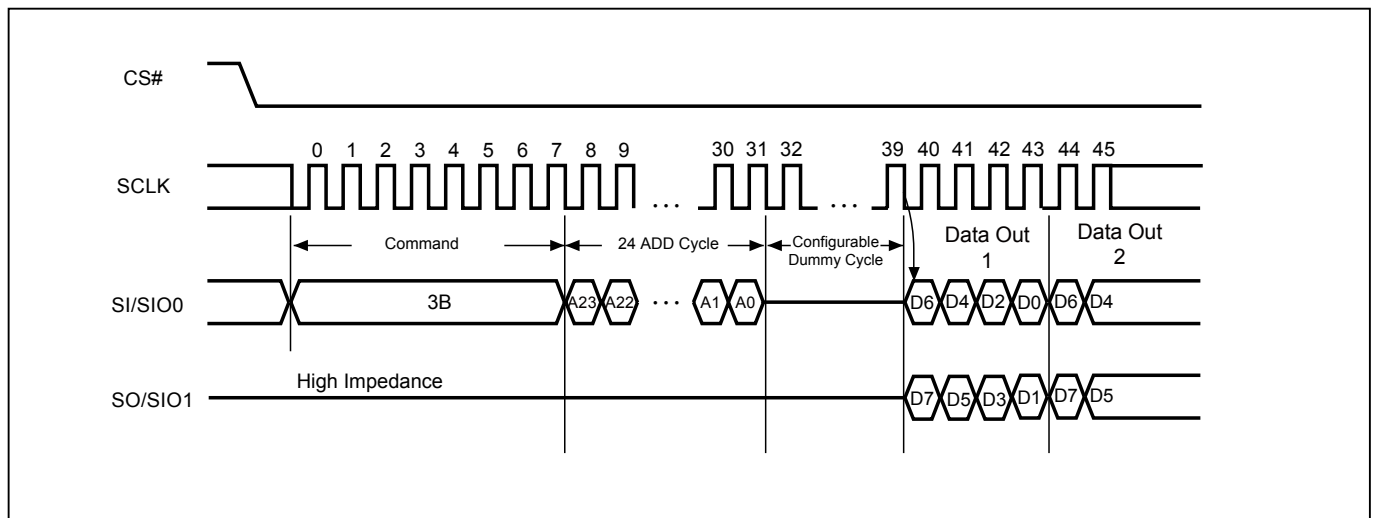 CS#
0 1 2 3 4 5 6 7 8 9 30 31 32 39 40 41 42 43 44 45
SCLK
... ...
Command 24 ADD Cycle Configurable Dummy Cycle Data Out 1 Data Out 2
SI/SIO0 3B A23 A22 ... A1 A0 D6 D4 D2 D0 D6 D4
High Impedance
SO/SIO1 D7 D5 D3 D1 D7 D5